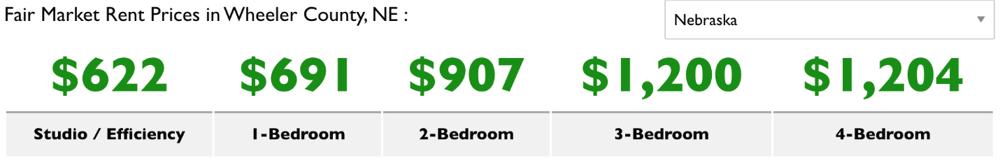 Fair Market Rent Prices in Wheeler County, NE :
Nebraska
$622 $691 $907 $1,200 $1,204
Studio / Efficiency 1-Bedroom 2-Bedroom 3-Bedroom 4-Bedroom